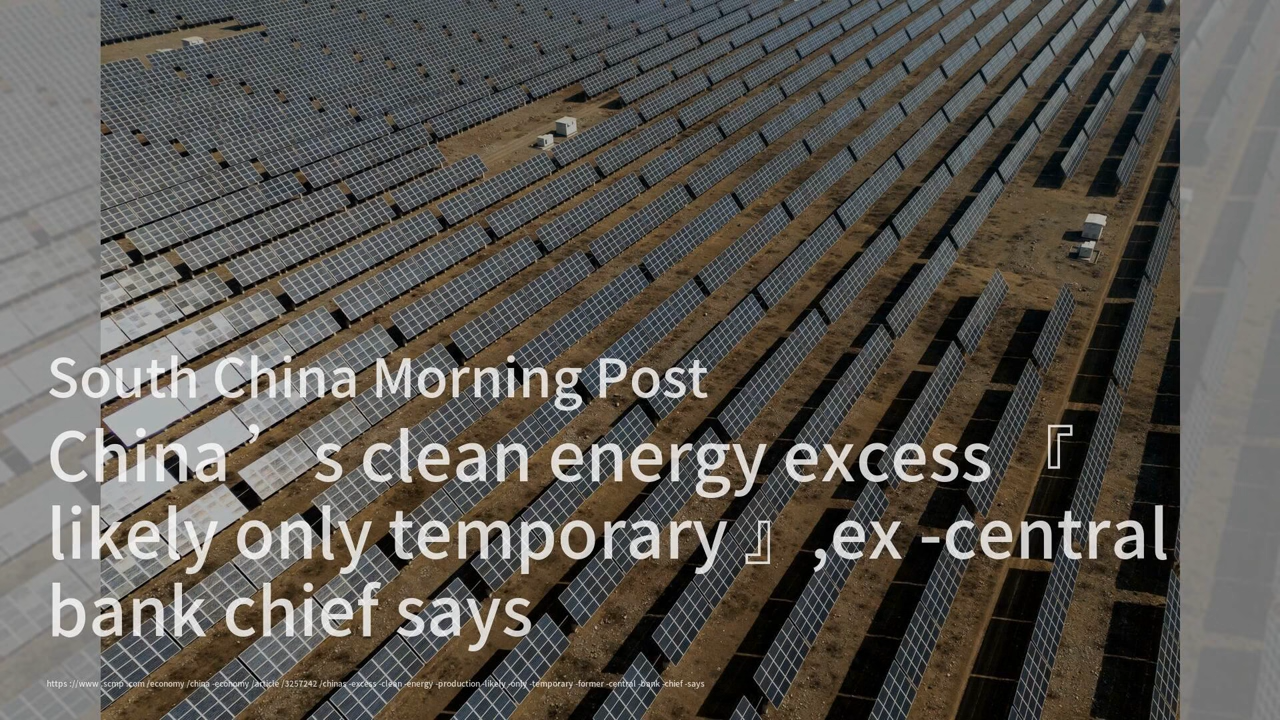 South China Morning Post
China’s clean energy excess 『
likely only temporary』,ex -central
bank chief says
https ://www .scmp .com /economy /china -economy /article /3257242 /chinas -excess -clean -energy -production -likely -only -temporary -former -central -bank -chief -says